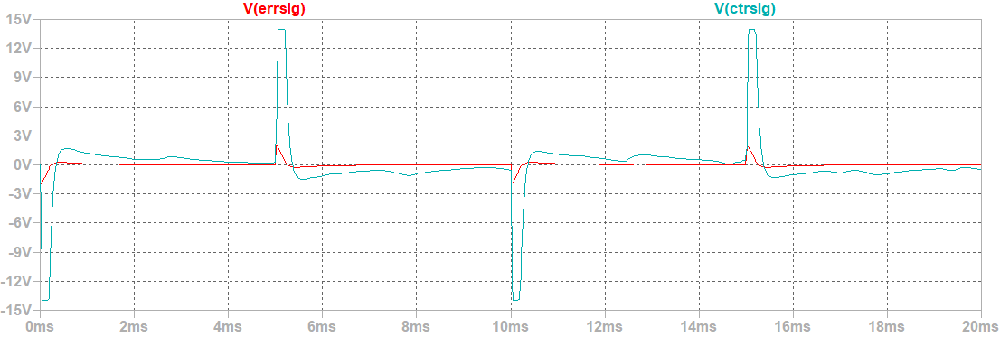 V(errsig) V(ctrsig)
15V
12V
9V
6V
3V
0V
-3V
-6V
-9V
-12V
-15V
0ms 2ms 4ms 6ms 8ms 10ms 12ms 14ms 16ms 18ms 20ms